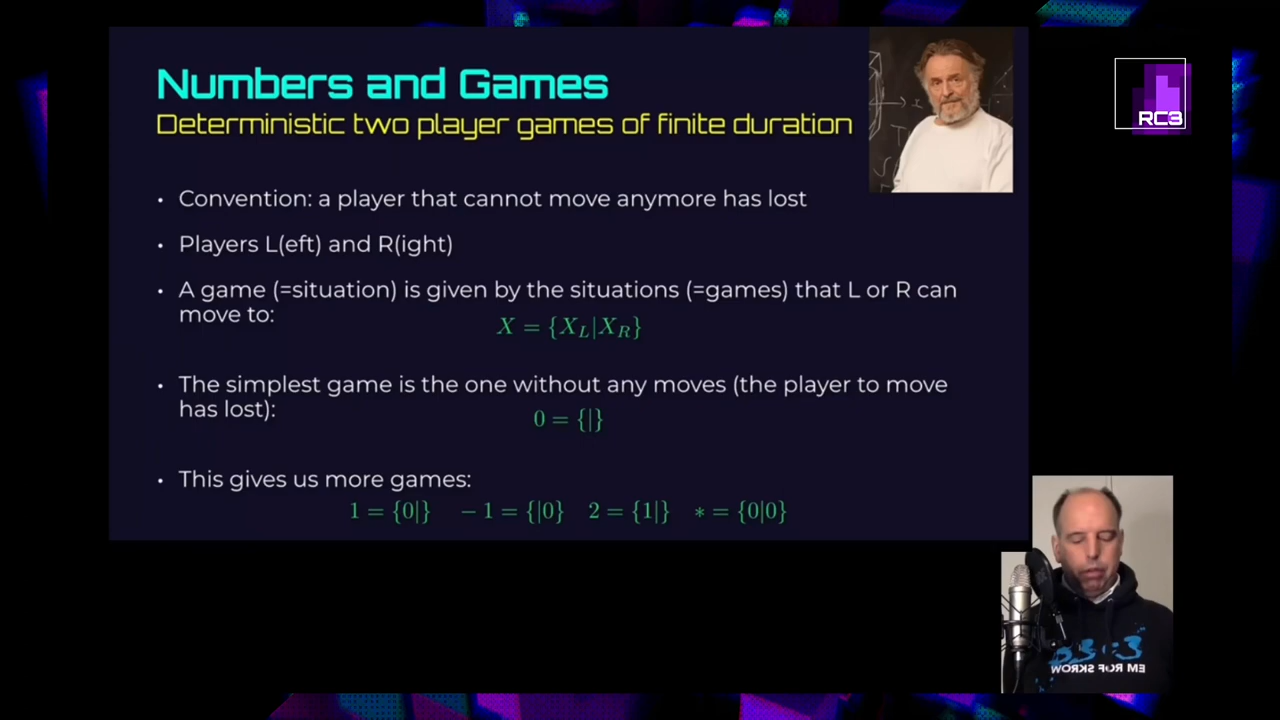 Numbers and Games
Deterministic two player games of finite duration
RC3
• Convention: a player that cannot move anymore has lost
• Players L(eft) and R(ight)
• A game (=situation) is given by the situations (=games) that L or R can
move to:
X = {X_L|X_R}
• The simplest game is the one without any moves (the player to move
has lost):
0 = {|}
• This gives us more games:
1 = {0|} −1 = {|0} 2 = {1|} ∗ = {0|0}